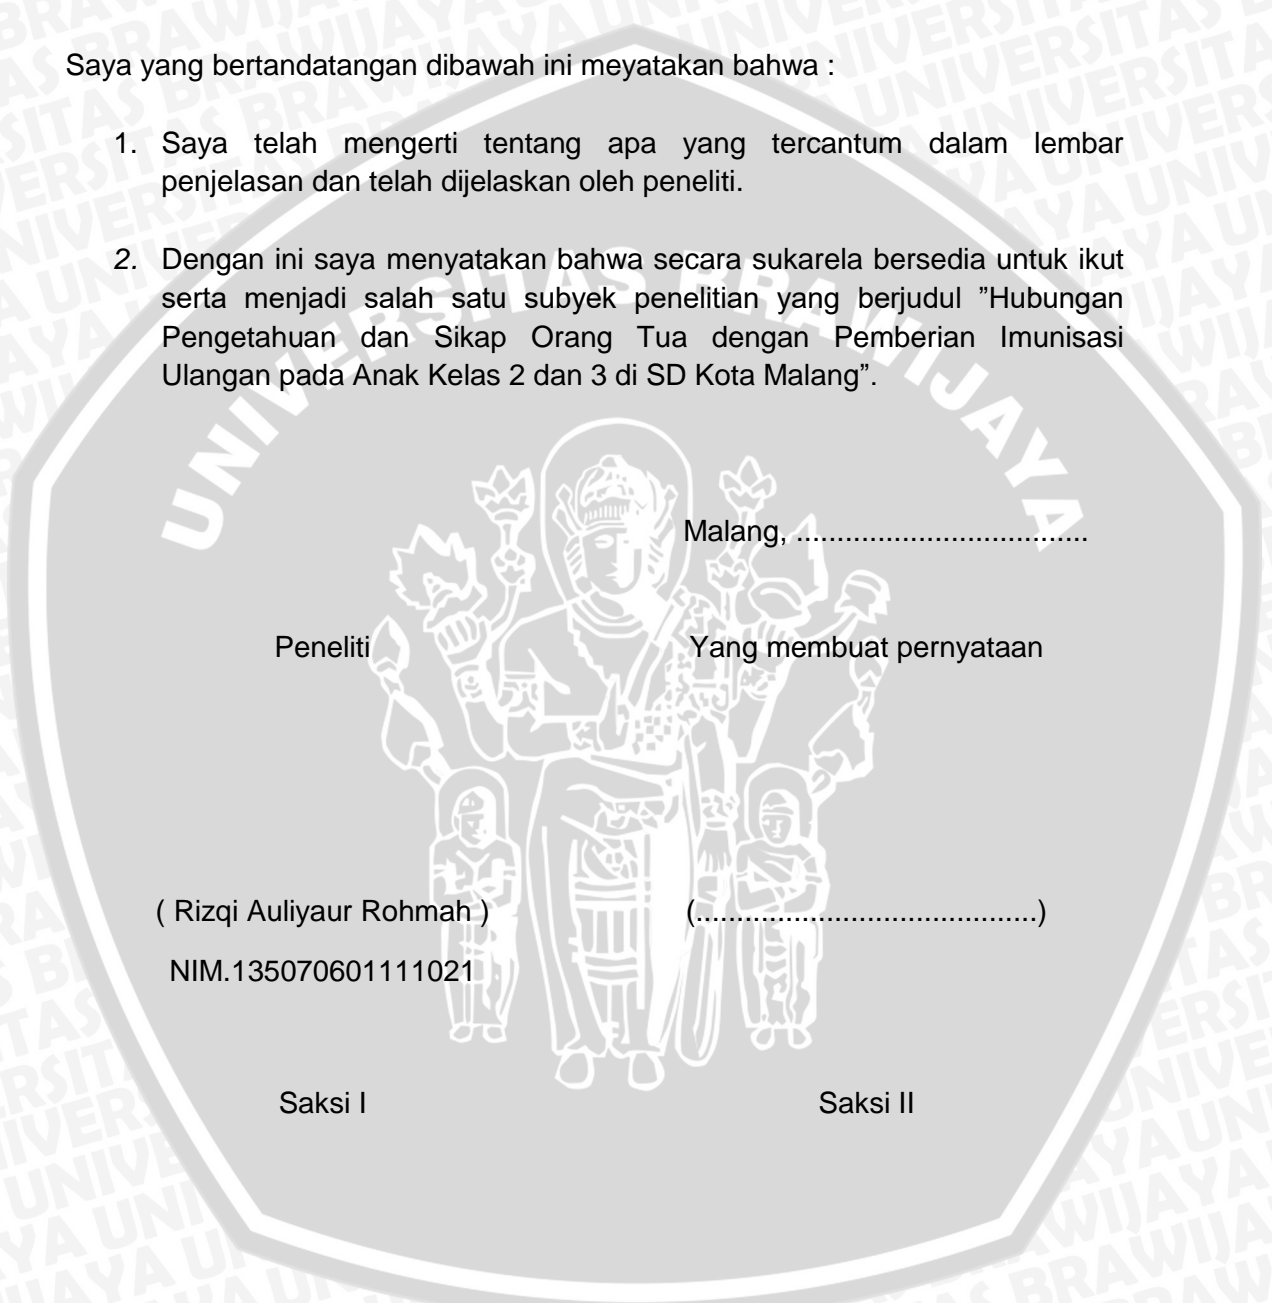 Saya yang bertandatangan dibawah ini meyatakan bahwa :
1. Saya telah mengerti tentang apa yang tercantum dalam lembar
penjelasan dan telah dijelaskan oleh peneliti.
2. Dengan ini saya menyatakan bahwa secara sukarela bersedia untuk ikut
serta menjadi salah satu subyek penelitian yang berjudul ”Hubungan
Pengetahuan dan Sikap Orang Tua dengan Pemberian Imunisasi
Ulangan pada Anak Kelas 2 dan 3 di SD Kota Malang”.
UNIVERSITAS BRAWIJAYA
Malang, ....................................
Peneliti Yang membuat pernyataan
( Rizqi Auliyaur Rohmah ) (..........................................)
NIM.135070601111021
Saksi I Saksi II